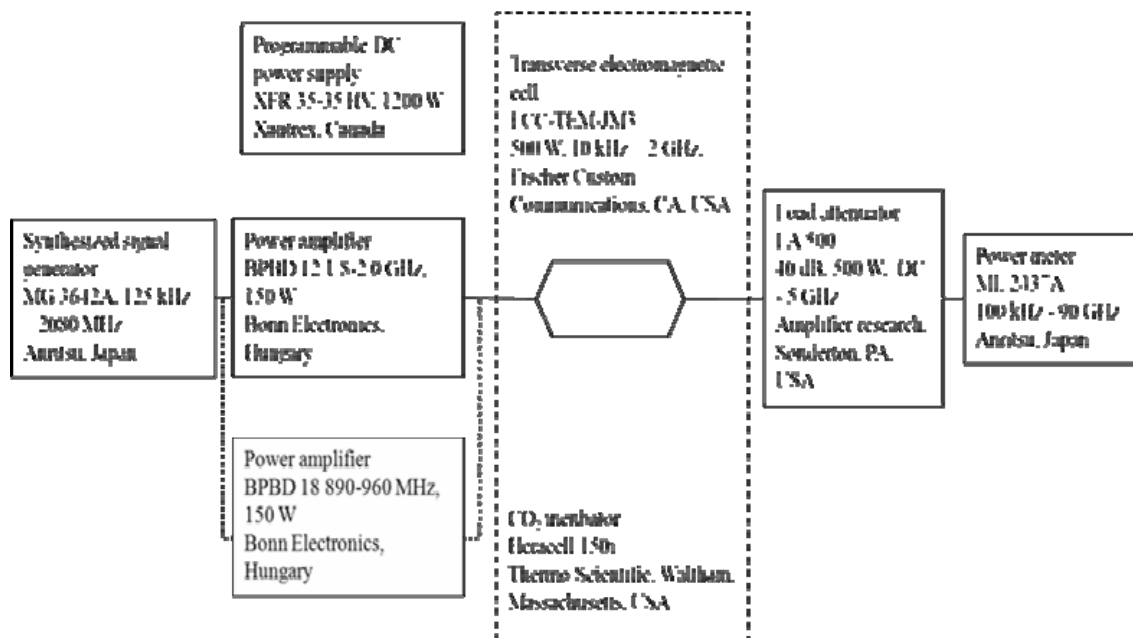 Programmable DC
power supply
XFR 35-35 HV, 1200 W
Xantrex, Canada
Transverse electromagnetic
cell
FCC-TEM-JM3
500 W, 10 kHz – 2 GHz,
Fischer Custom
Communications, CA, USA
Synthesized signal
generator
MG 3642A, 125 kHz
– 2080 MHz
Anritsu, Japan
Power amplifier
BPBD 12 1.8-2.0 GHz,
150 W
Bonn Electronics,
Hungary
Load attenuator
LA 500
40 dB, 500 W, DC
- 5 GHz
Amplifier research,
Sonderton, PA,
USA
Power meter
ML 2437A
100 kHz - 90 GHz
Anritsu, Japan
Power amplifier
BPBD 18 890-960 MHz,
150 W
Bonn Electronics,
Hungary
CO₂ incubator
Heracell 150i
Thermo Scientific, Waltham,
Massachusetts, USA